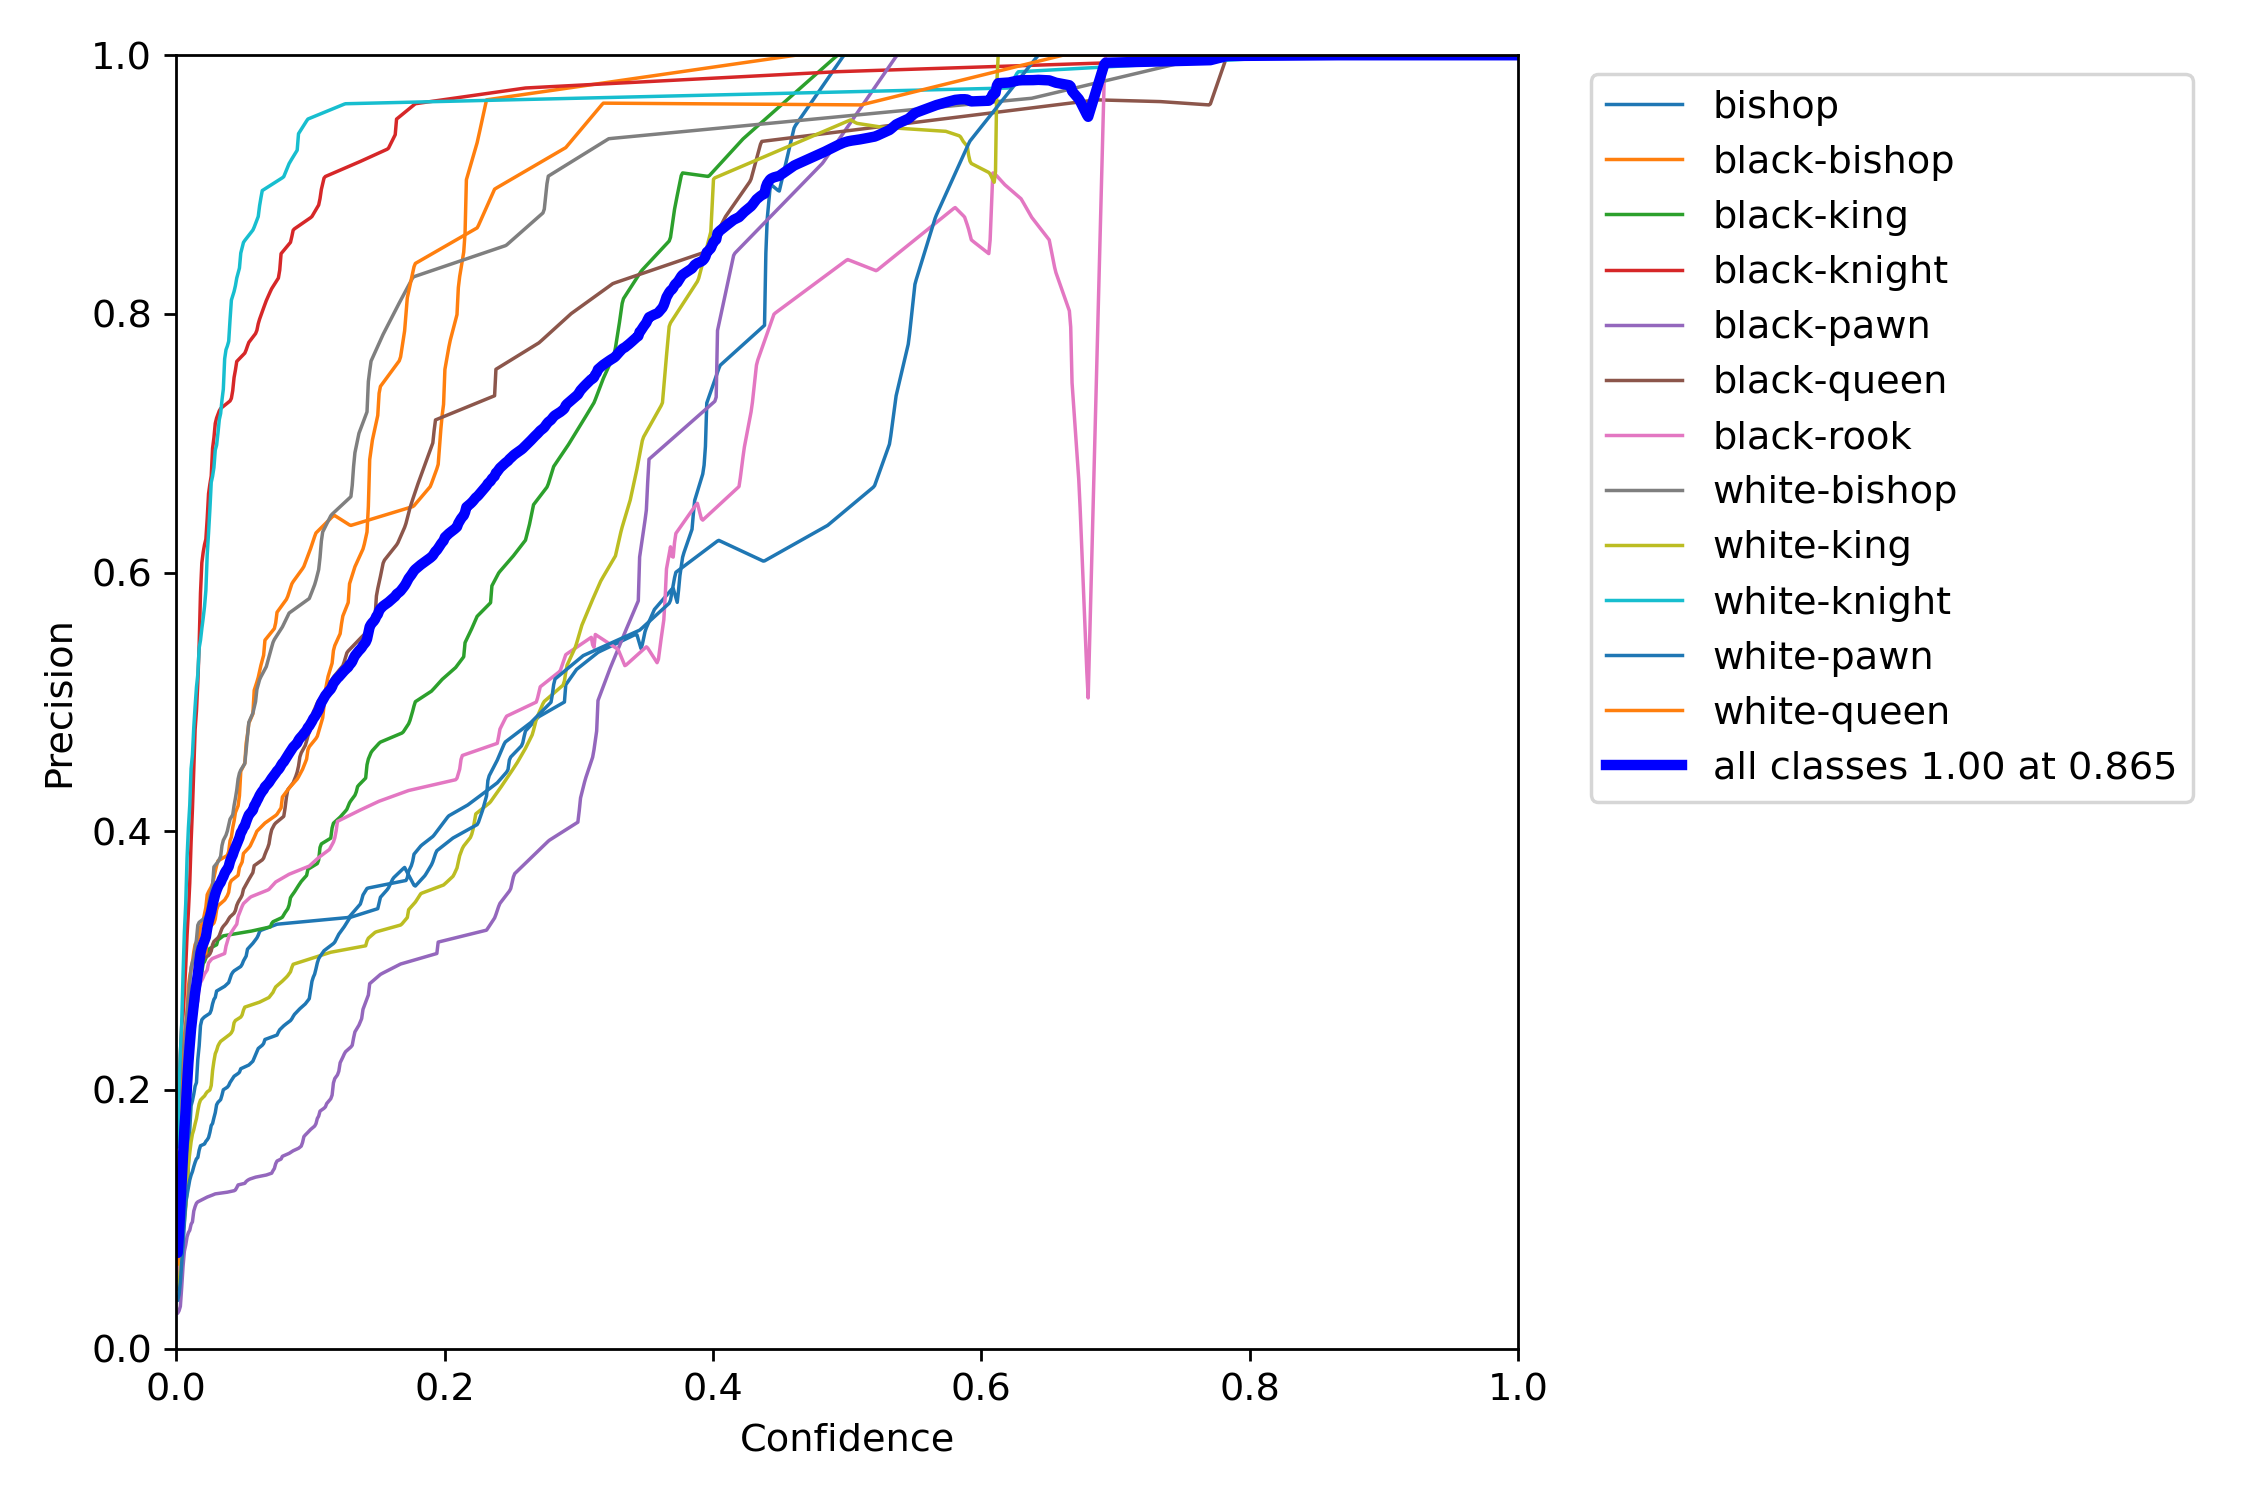 1.0
0.8
0.6
0.4
0.2
0.0
Precision
0.0 0.2 0.4 0.6 0.8 1.0
Confidence
bishop
black-bishop
black-king
black-knight
black-pawn
black-queen
black-rook
white-bishop
white-king
white-knight
white-pawn
white-queen
all classes 1.00 at 0.865